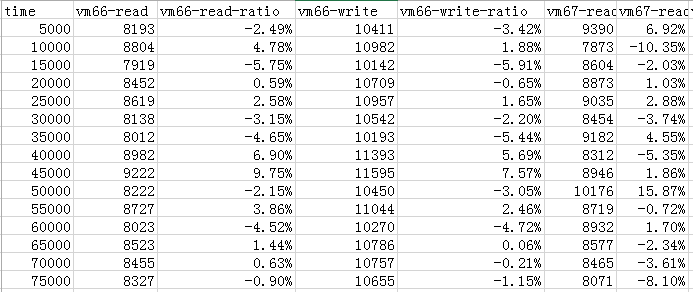 time vm66-read vm66-read-ratio vm66-write vm66-write-ratio vm67-read vm67-read
5000 8193 -2.49% 10411 -3.42% 9390 6.92%
10000 8804 4.78% 10982 1.88% 7873 -10.35%
15000 7919 -5.75% 10142 -5.91% 8604 -2.03%
20000 8452 0.59% 10709 -0.65% 8873 1.03%
25000 8619 2.58% 10957 1.65% 9035 2.88%
30000 8138 -3.15% 10542 -2.20% 8454 -3.74%
35000 8012 -4.65% 10193 -5.44% 9182 4.55%
40000 8982 6.90% 11393 5.69% 8312 -5.35%
45000 9222 9.75% 11595 7.57% 8946 1.86%
50000 8222 -2.15% 10450 -3.05% 10176 15.87%
55000 8727 3.86% 11044 2.46% 8719 -0.72%
60000 8023 -4.52% 10270 -4.72% 8932 1.70%
65000 8523 1.44% 10786 0.06% 8577 -2.34%
70000 8455 0.63% 10757 -0.21% 8465 -3.61%
75000 8327 -0.90% 10655 -1.15% 8071 -8.10%